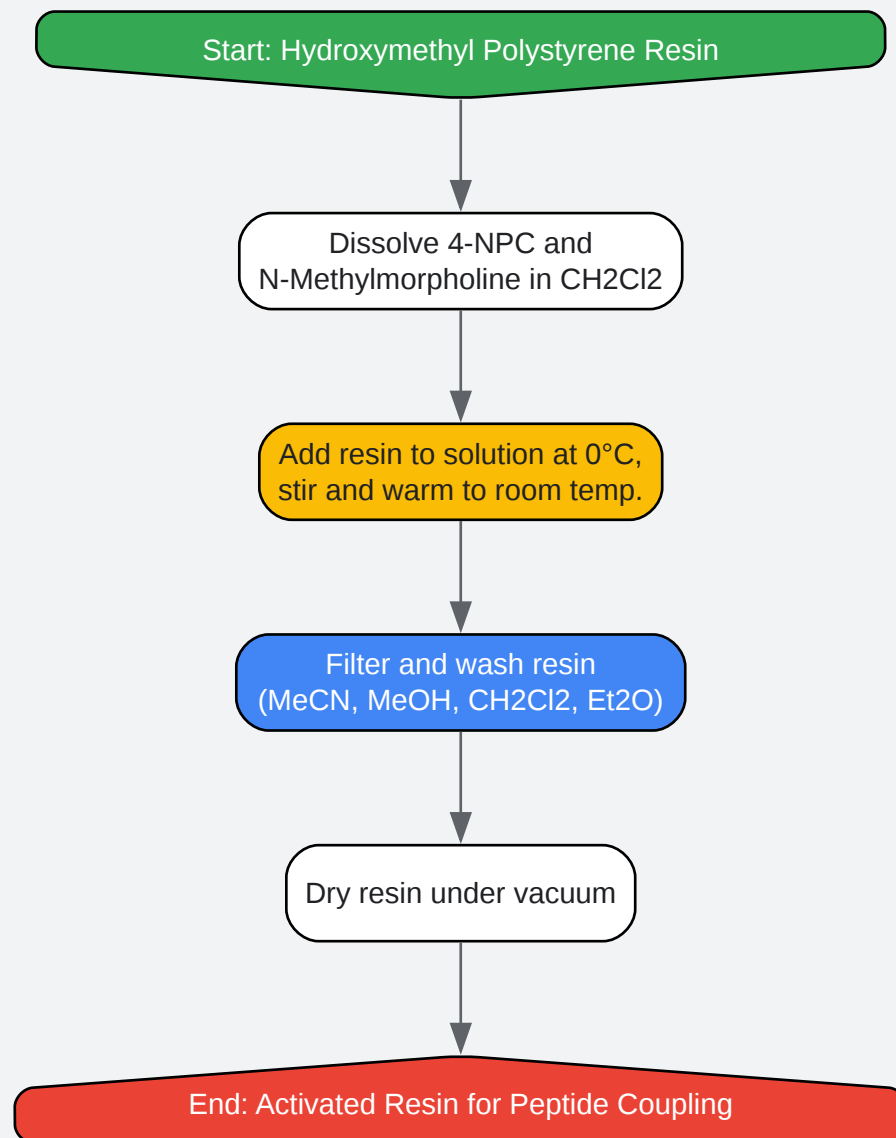 Start: Hydroxymethyl Polystyrene Resin
Dissolve 4-NPC and
N-Methylmorpholine in CH2Cl2
Add resin to solution at 0°C,
stir and warm to room temp.
Filter and wash resin
(MeCN, MeOH, CH2Cl2, Et2O)
Dry resin under vacuum
End: Activated Resin for Peptide Coupling